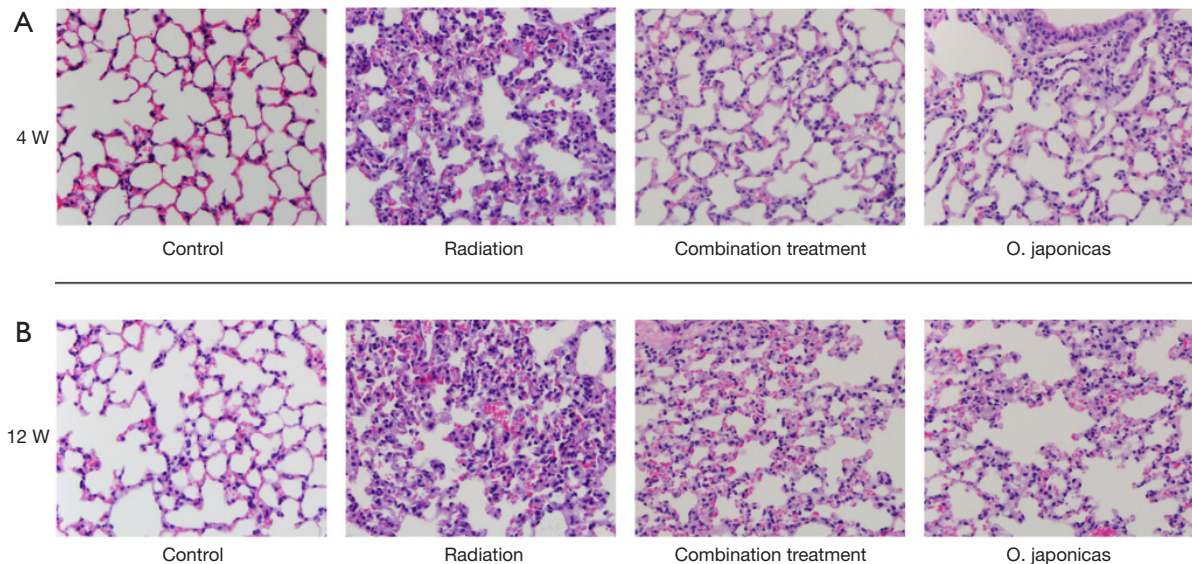 A
4 W
Control
Radiation
Combination treatment
O. japonicas
B
12 W
Control
Radiation
Combination treatment
O. japonicas